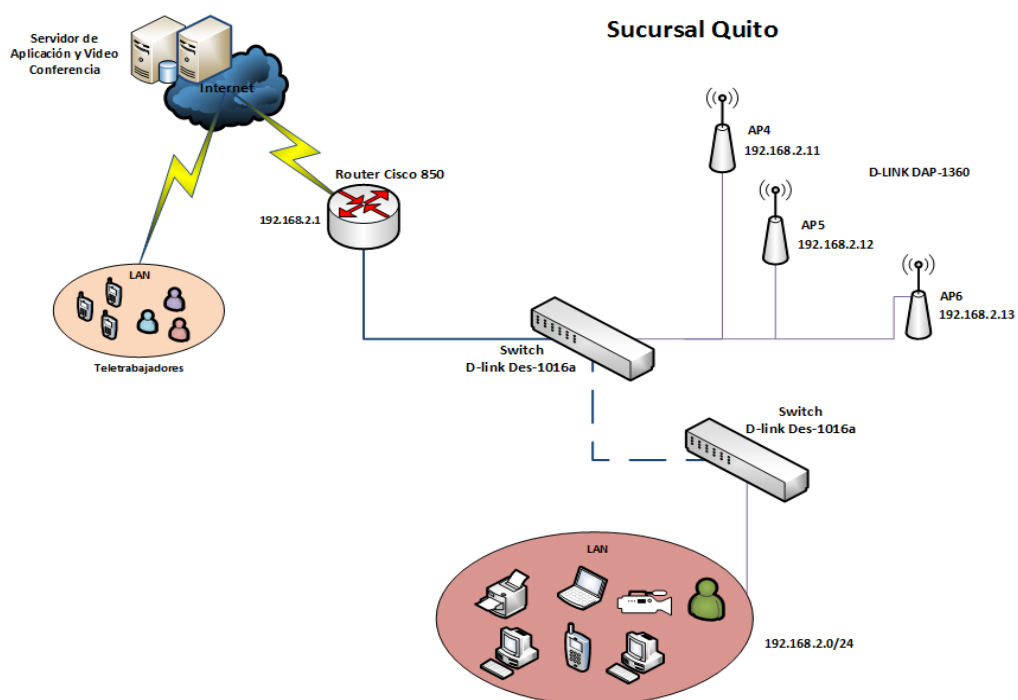 Sucursal Quito
Servidor de
Aplicación y Video
Conferencia
Internet
AP4
192.168.2.11
D-LINK DAP-1360
Router Cisco 850
192.168.2.1
AP5
192.168.2.12
LAN
AP6
192.168.2.13
Teletrabajadores
Switch
D-link Des-1016a
Switch
D-link Des-1016a
LAN
192.168.2.0/24